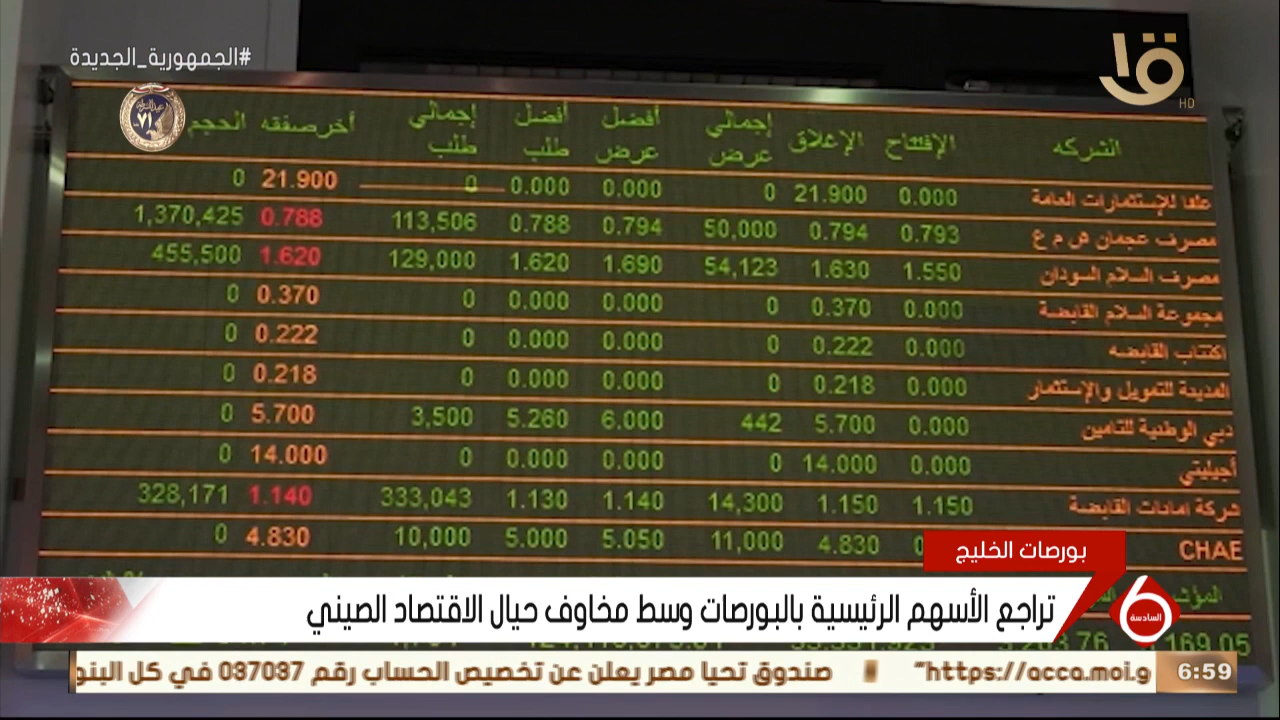 #الجمهورية_الجديدة
القاهرة
HD
عيد الشرطة
٧١
الشركه الإفتتاح الإغلاق إجمالي عرض أفضل عرض أفضل طلب إجمالي طلب أخر صفقه الحجم
علفا للإستثمارات العامة 0.000 21.900 0 0.000 0.000 0 21.900 0
مصرف عجمان ش م ع 0.793 0.794 50,000 0.794 0.788 113,506 0.788 1,370,425
مصرف السلام السودان 1.550 1.630 54,123 1.690 1.620 129,000 1.620 455,500
مجموعة السلام القابضة 0.000 0.370 0 0.000 0.000 0 0.370 0
اكتتاب القابضه 0.000 0.222 0 0.000 0.000 0 0.222 0
المدينة للتمويل والإستثمار 0.000 0.218 0 0.000 0.000 0 0.218 0
دبي الوطنية للتامين 0.000 5.700 442 6.000 5.260 3,500 5.700 0
أجيليتي 0.000 14.000 0 0.000 0.000 0 14.000 0
شركة امانات القابضة 1.150 1.150 14,300 1.140 1.130 333,043 1.140 328,171
CHAE 4.830 11,000 5.050 5.000 10,000 4.830 0
بورصات الخليج
تراجع الأسهم الرئيسية بالبورصات وسط مخاوف حيال الاقتصاد الصيني
6
السادسة
169.05
https://acca.moi.g"
صندوق تحيا مصر يعلن عن تخصيص الحساب رقم 037037 في كل البنو
6:59